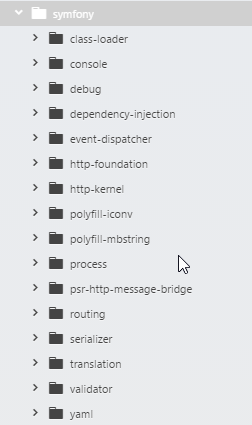 symfony
class-loader
console
debug
dependency-injection
event-dispatcher
http-foundation
http-kernel
polyfill-iconv
polyfill-mbstring
process
psr-http-message-bridge
routing
serializer
translation
validator
yaml